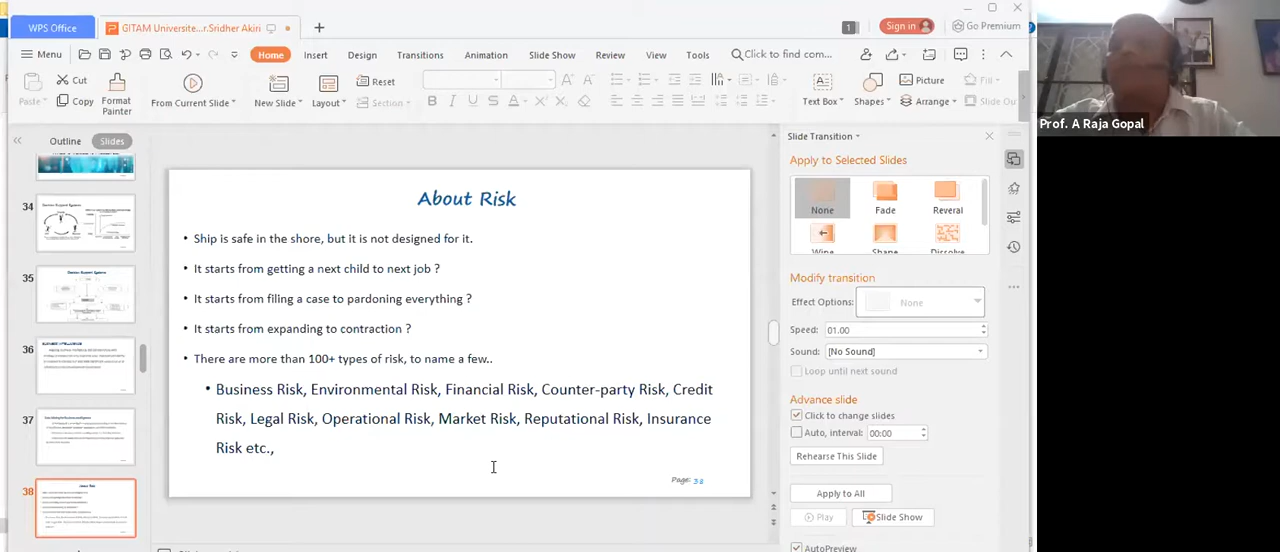 WPS Office
GITAM Universite...r.Sridher Akiri
1
Sign in
Go Premium
Menu
Home
Insert
Design
Transitions
Animation
Slide Show
Review
View
Tools
Click to find com...
Paste
Cut
Copy
Format
Painter
From Current Slide
New Slide
Layout
Reset
B I U S A
Text Box
Shapes
Picture
Arrange
Fill
Slide Ou
Outline
Slides
34
35
36
37
38
About Risk
• Ship is safe in the shore, but it is not designed for it.
• It starts from getting a next child to next job ?
• It starts from filing a case to pardoning everything ?
• It starts from expanding to contraction ?
• There are more than 100+ types of risk, to name a few..
• Business Risk, Environmental Risk, Financial Risk, Counter-party Risk, Credit
Risk, Legal Risk, Operational Risk, Market Risk, Reputational Risk, Insurance
Risk etc.,
Page: 38
Slide Transition
Apply to Selected Slides
None
Fade
Reveral
Wipe
Shape
Dissolve
Modify transition
Effect Options:
None
Speed: 01.00
Sound: [No Sound]
Loop until next sound
Advance slide
Click to change slides
Auto, interval: 00:00
Rehearse This Slide
Apply to All
Play
Slide Show
AutoPreview
Prof. A Raja Gopal